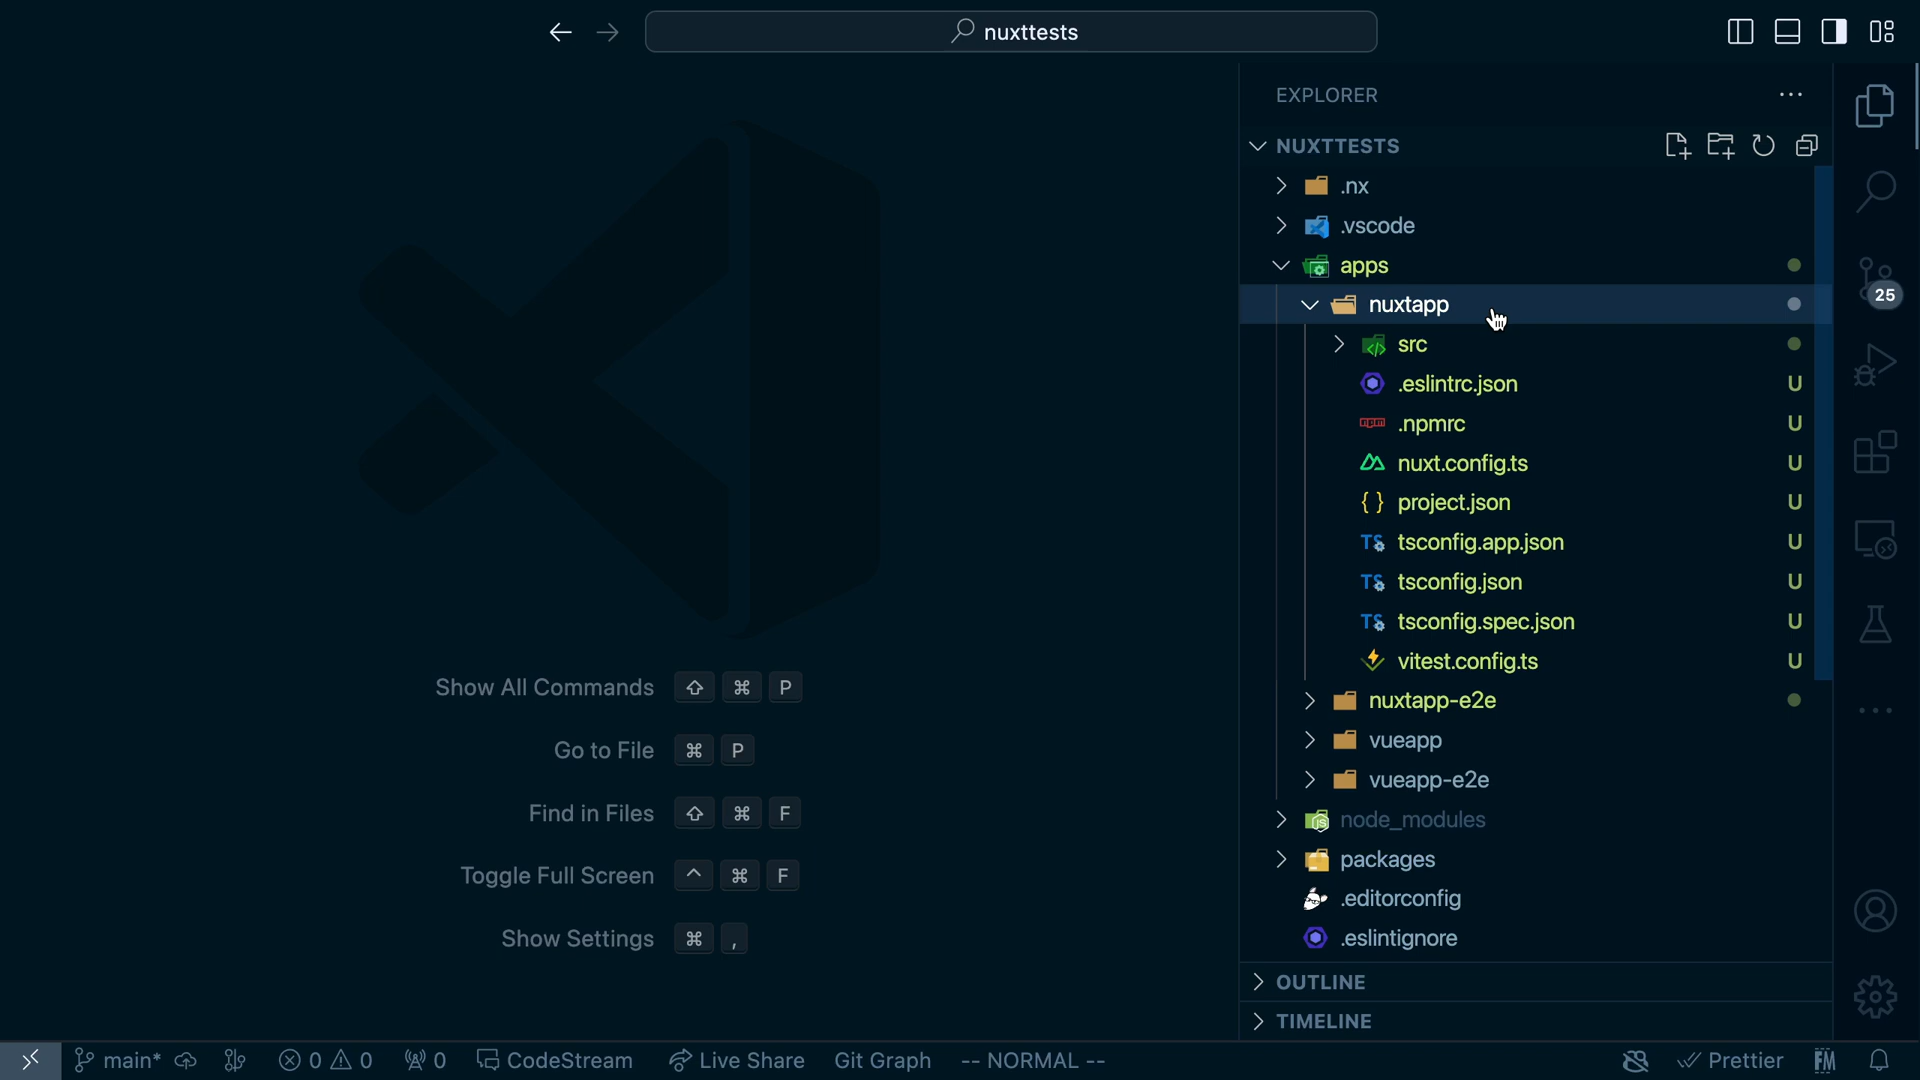 nuxttests
EXPLORER
NUXTTESTS
.nx
.vscode
apps
nuxtapp
src
.eslintrc.json U
.npmrc U
nuxt.config.ts U
project.json U
tsconfig.app.json U
tsconfig.json U
tsconfig.spec.json U
vitest.config.ts U
nuxtapp-e2e
vueapp
vueapp-e2e
node_modules
packages
.editorconfig
.eslintignore
OUTLINE
TIMELINE
25
Show All Commands ⇧ ⌘ P
Go to File ⌘ P
Find in Files ⇧ ⌘ F
Toggle Full Screen ^ ⌘ F
Show Settings ⌘ ,
main* 0 0 0 CodeStream Live Share Git Graph -- NORMAL -- Prettier FM